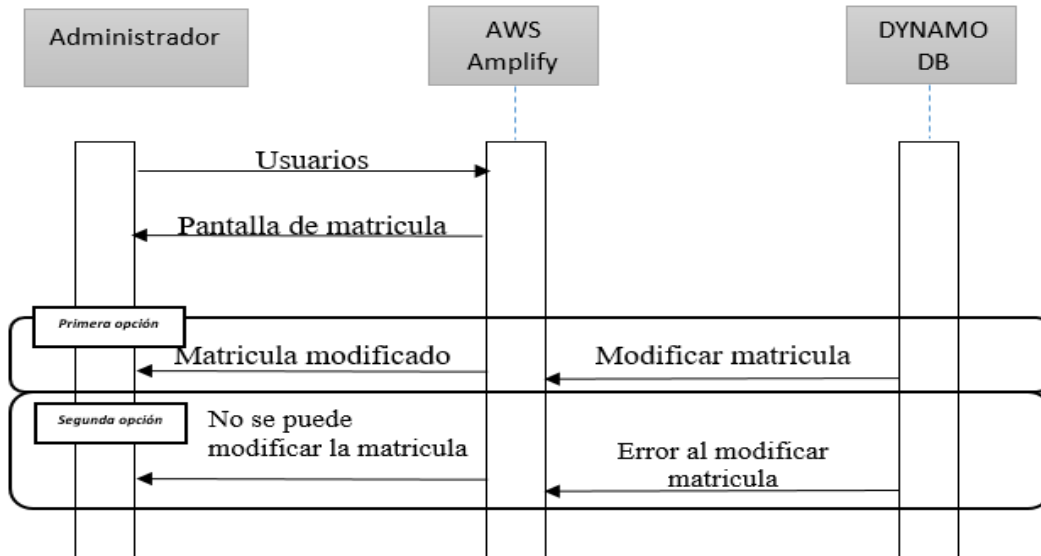 Administrador
AWS
Amplify
DYNAMO
DB
Usuarios
Pantalla de matricula
Primera opción
Matricula modificado
Modificar matricula
Segunda opción
No se puede
modificar la matricula
Error al modificar
matricula